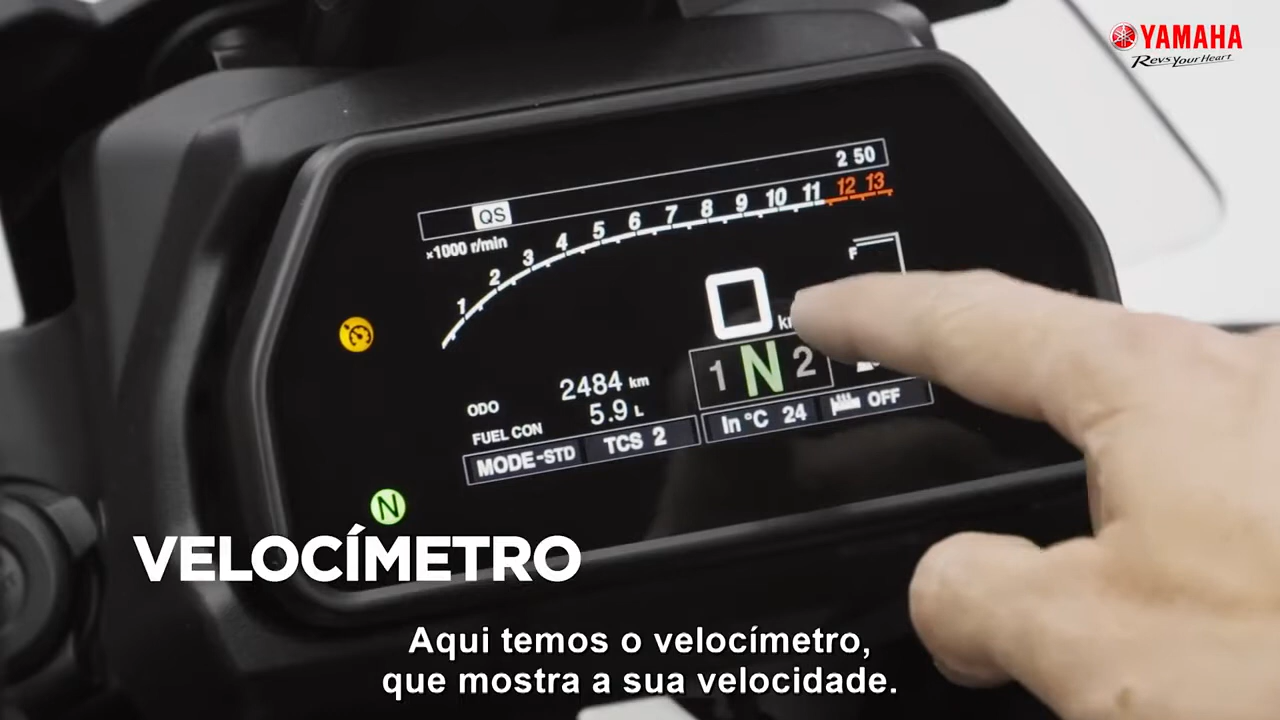 YAMAHA
Revs Your Heart
2 50
QS
×1000 r/min
1 2 3 4 5 6 7 8 9 10 11 12 13
F
0
1 N 2
ODO 2484 km
FUEL CON 5.9 L
MODE-STD TCS 2 In °C 24 OFF
N
VELOCÍMETRO
Aqui temos o velocímetro,
que mostra a sua velocidade.